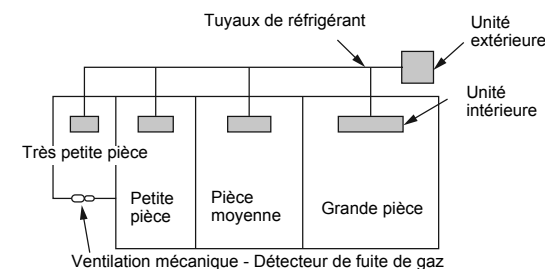 Tuyaux de réfrigérant
Unité
extérieure
Unité
intérieure
Très petite pièce
Petite
pièce
Pièce
moyenne
Grande pièce
Ventilation mécanique - Détecteur de fuite de gaz